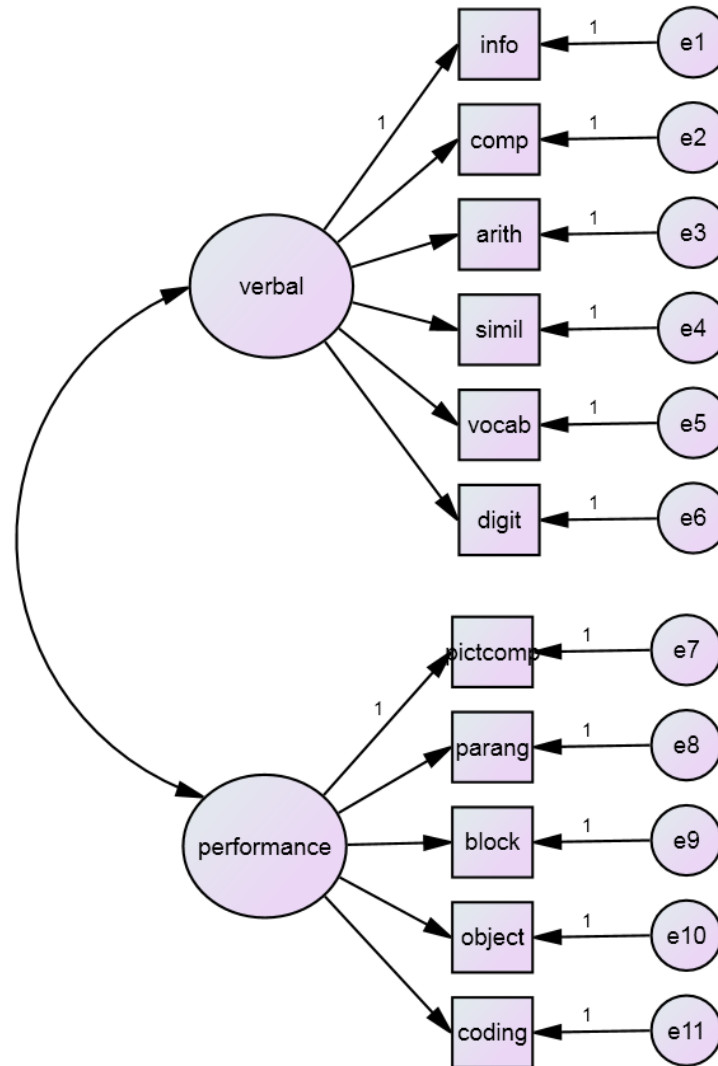 info 1 e1
1
comp 1 e2
arith 1 e3
verbal
simil 1 e4
vocab 1 e5
digit 1 e6
pictcomp 1 e7
1
parang 1 e8
performance
block 1 e9
object 1 e10
coding 1 e11